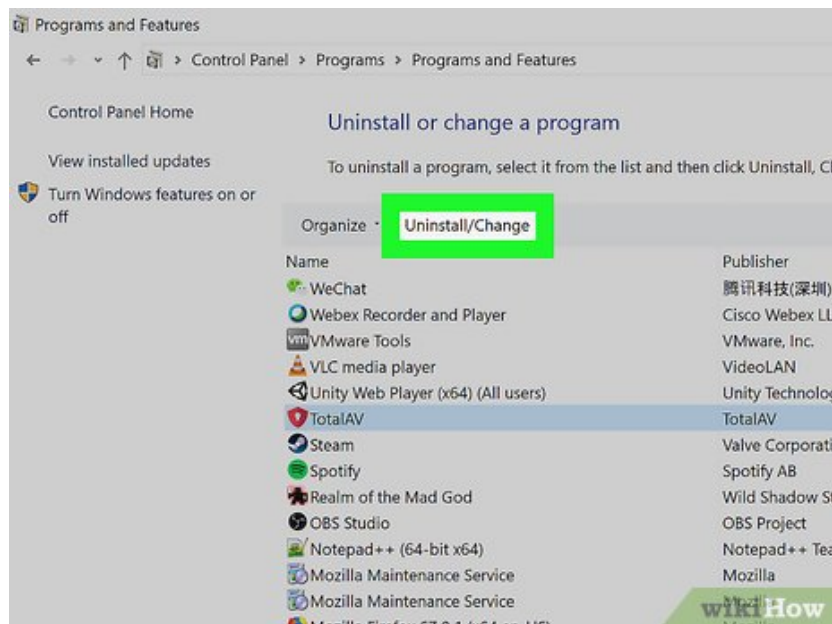 Programs and Features
Control Panel > Programs > Programs and Features
Control Panel Home
Uninstall or change a program
View installed updates
To uninstall a program, select it from the list and then click Uninstall, C
Turn Windows features on or
off
Organize Uninstall/Change
Name Publisher
WeChat 腾讯科技(深圳)
Webex Recorder and Player Cisco Webex LL
vm VMware Tools VMware, Inc.
VLC media player VideoLAN
Unity Web Player (x64) (All users) Unity Technolog
TotalAV TotalAV
Steam Valve Corporati
Spotify Spotify AB
Realm of the Mad God Wild Shadow St
OBS Studio OBS Project
Notepad++ (64-bit x64) Notepad++ Tea
Mozilla Maintenance Service Mozilla
Mozilla Maintenance Service
wikiHow